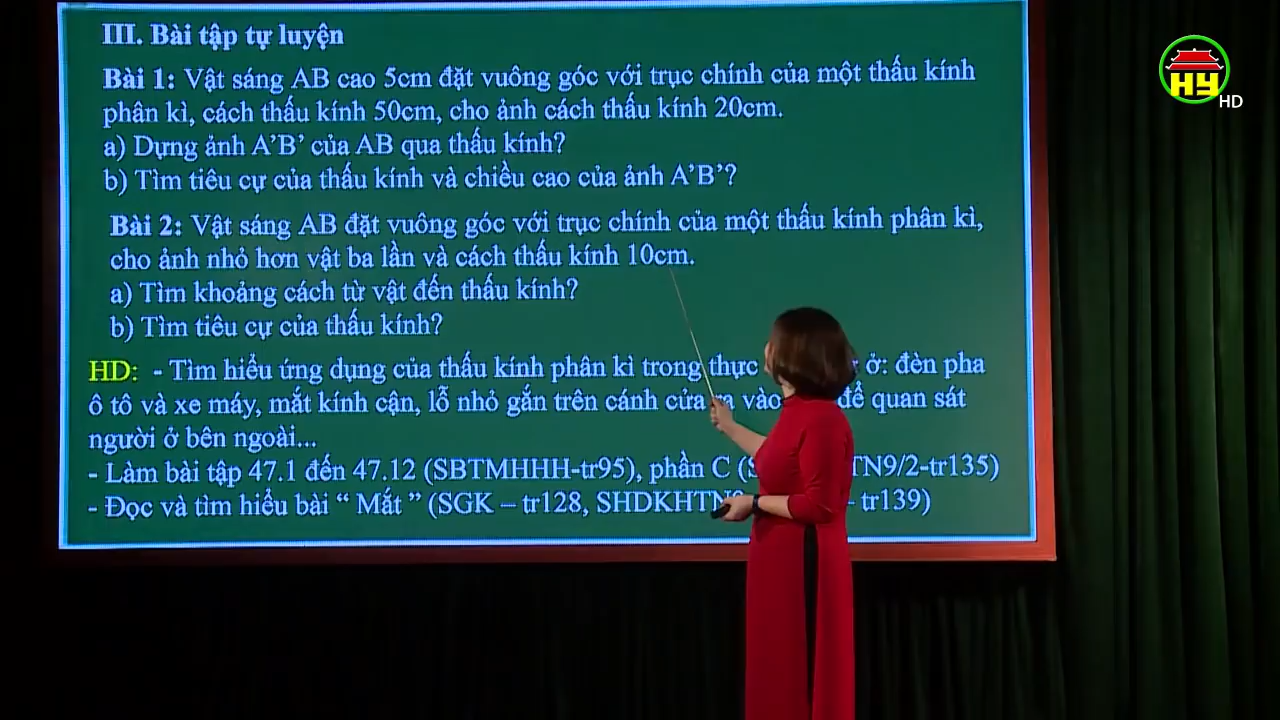 III. Bài tập tự luyện
Bài 1: Vật sáng AB cao 5cm đặt vuông góc với trục chính của một thấu kính
phân kì, cách thấu kính 50cm, cho ảnh cách thấu kính 20cm.
a) Dựng ảnh A’B’ của AB qua thấu kính?
b) Tìm tiêu cự của thấu kính và chiều cao của ảnh A’B’?
Bài 2: Vật sáng AB đặt vuông góc với trục chính của một thấu kính phân kì,
cho ảnh nhỏ hơn vật ba lần và cách thấu kính 10cm.
a) Tìm khoảng cách từ vật đến thấu kính?
b) Tìm tiêu cự của thấu kính?
HD: - Tìm hiểu ứng dụng của thấu kính phân kì trong thực ở: đèn pha
ô tô và xe máy, mắt kính cận, lỗ nhỏ gắn trên cánh cửa ra vào để quan sát
người ở bên ngoài...
- Làm bài tập 47.1 đến 47.12 (SBTMHHH-tr95), phần C (S TN9/2-tr135)
- Đọc và tìm hiểu bài “ Mắt ” (SGK – tr128, SHDKHTN9 – tr139)
HY
HD